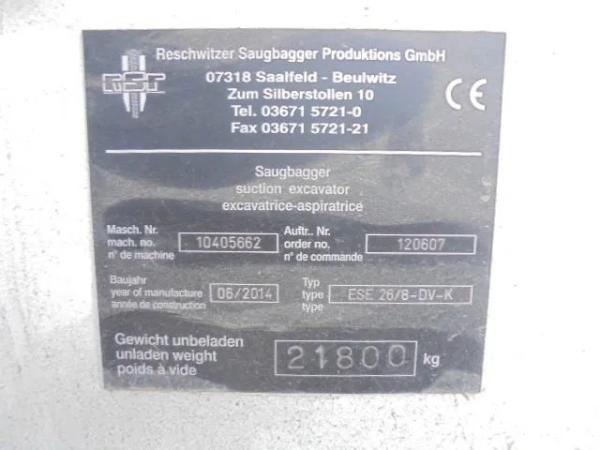 Reschwitzer Saugbagger Produktions GmbH
RSP
07318 Saalfeld - Beulwitz
Zum Silberstollen 10
Tel. 03671 5721-0
Fax 03671 5721-21
CE
Saugbagger
suction excavator
excavatrice-aspiratrice
Masch. Nr.
mach. no.
n° de machine
10405662
Auftr.. Nr.
order no.
n° de commande
120607
Baujahr
year of manufacture
année de construction
06/2014
Typ
type
type
ESE 26/8-DV-K
Gewicht unbeladen
unladen weight
poids à vide
21800 kg